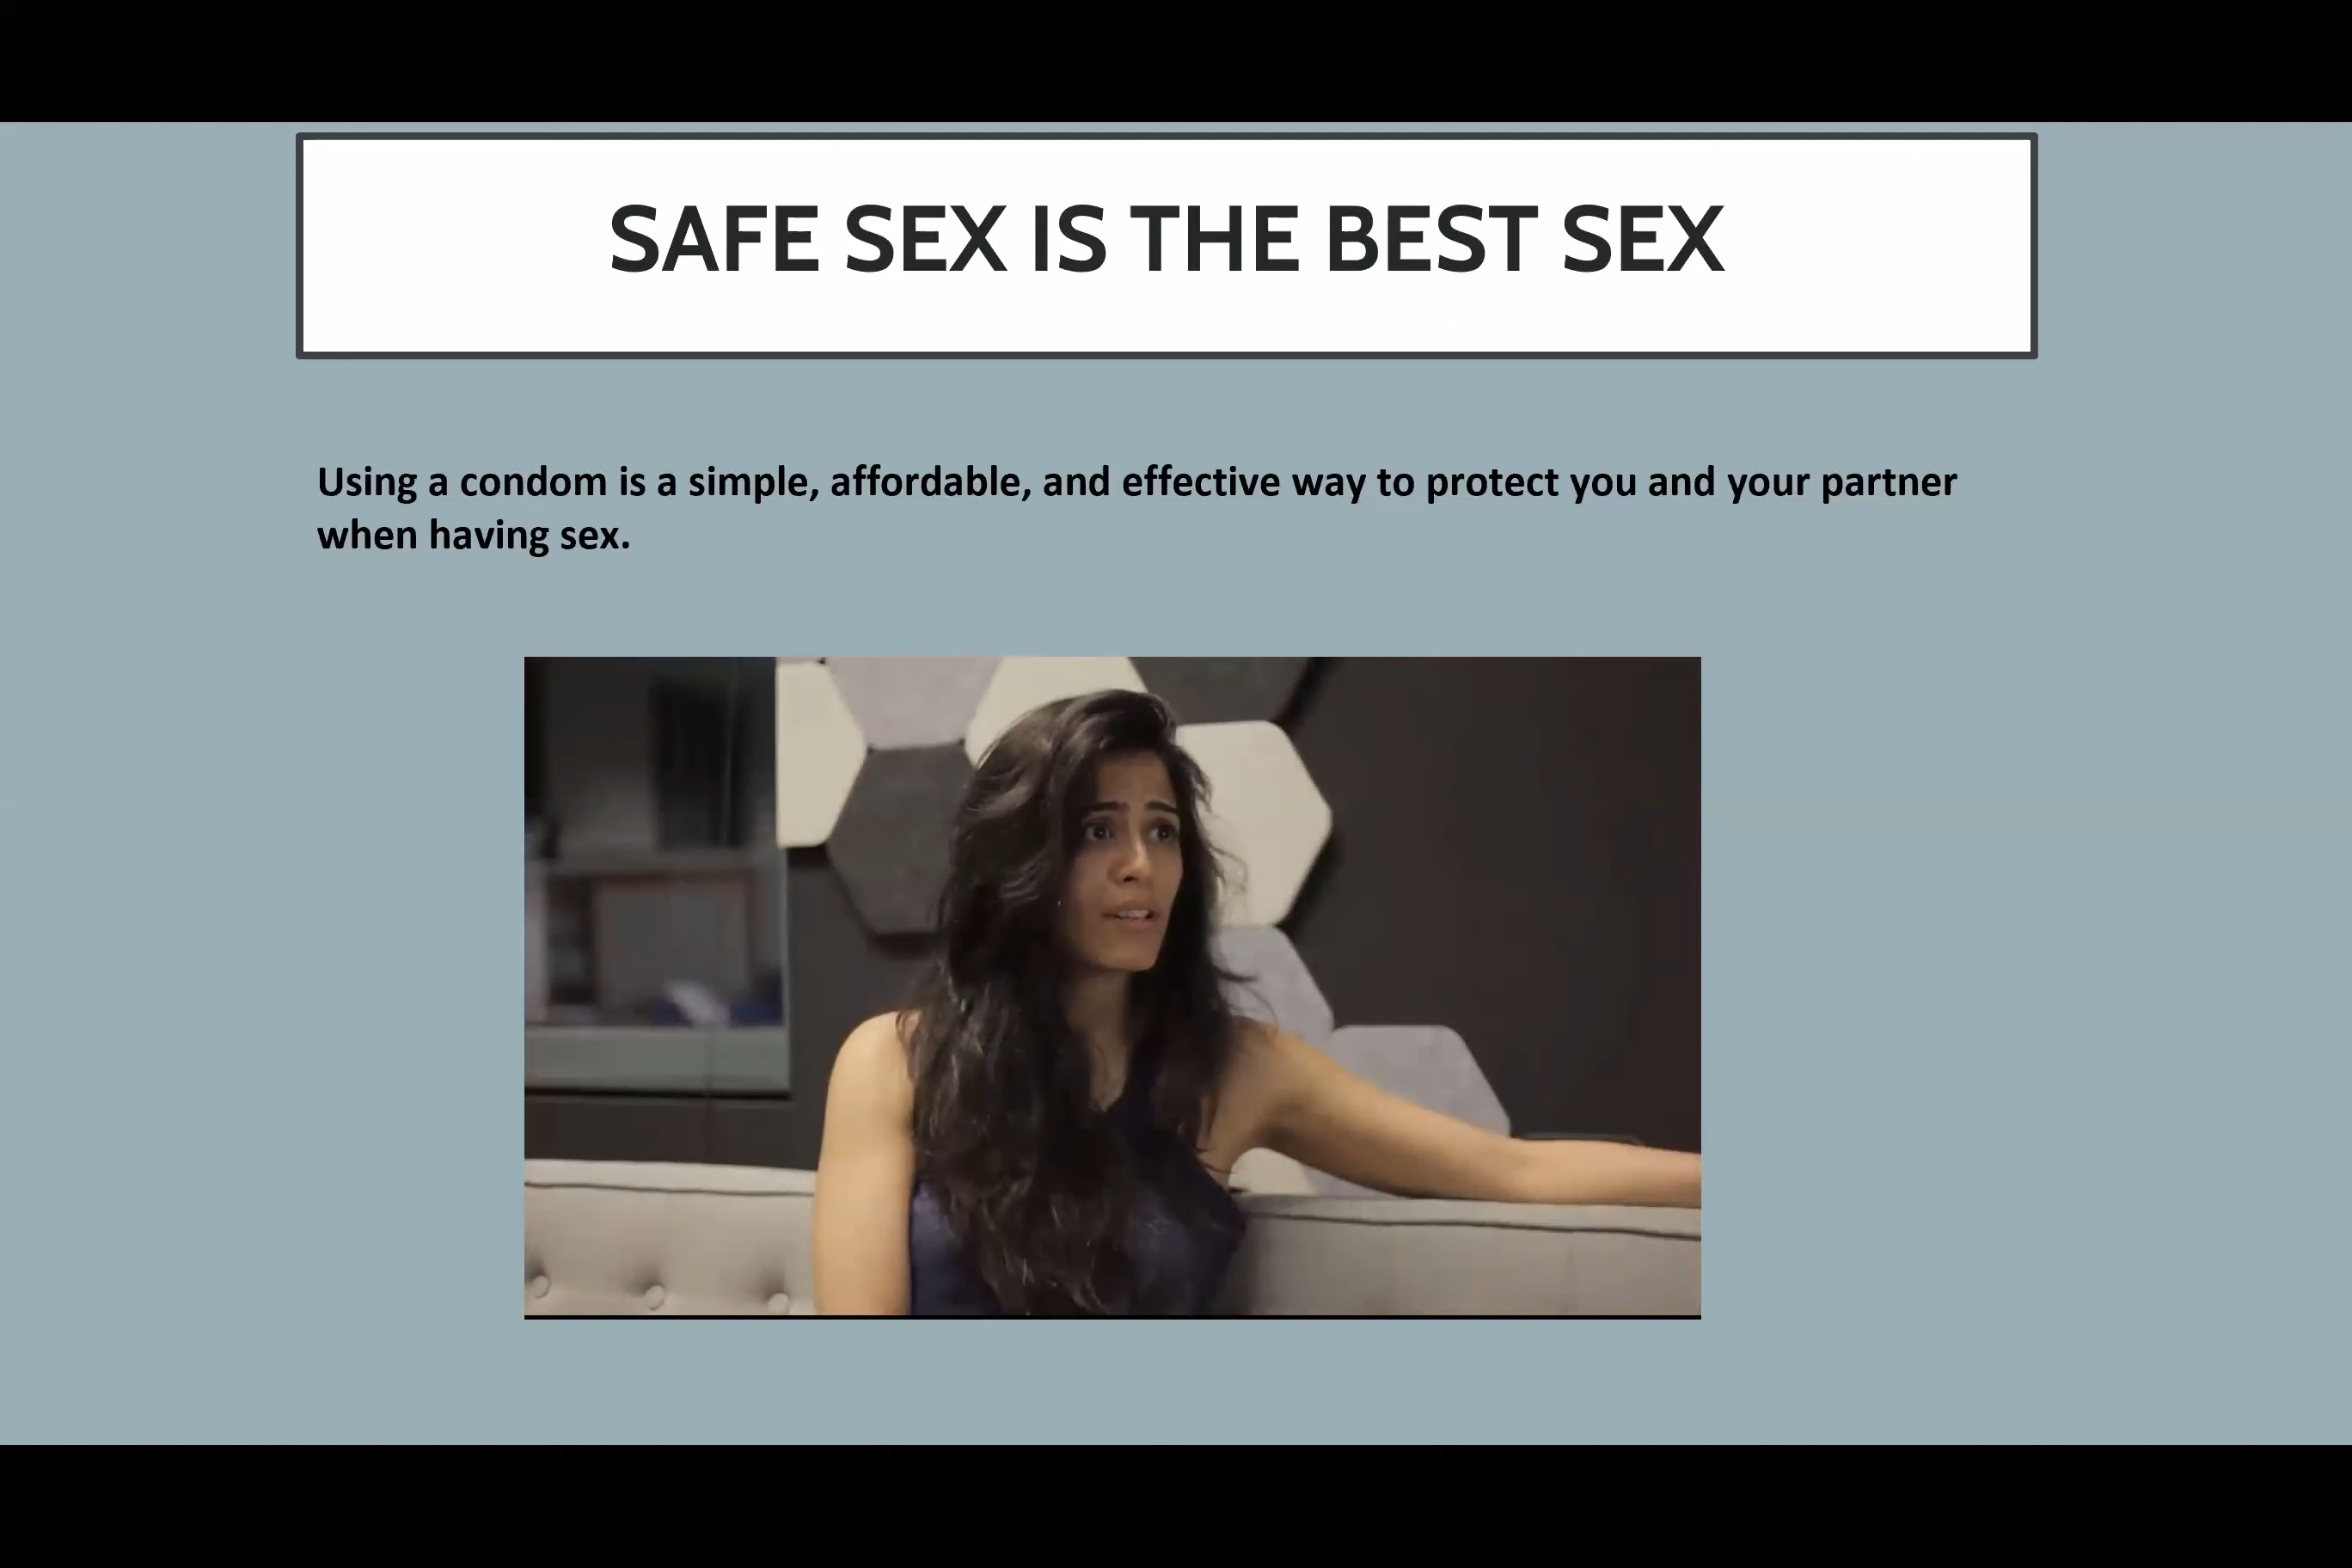 SAFE SEX IS THE BEST SEX
Using a condom is a simple, affordable, and effective way to protect you and your partner
when having sex.